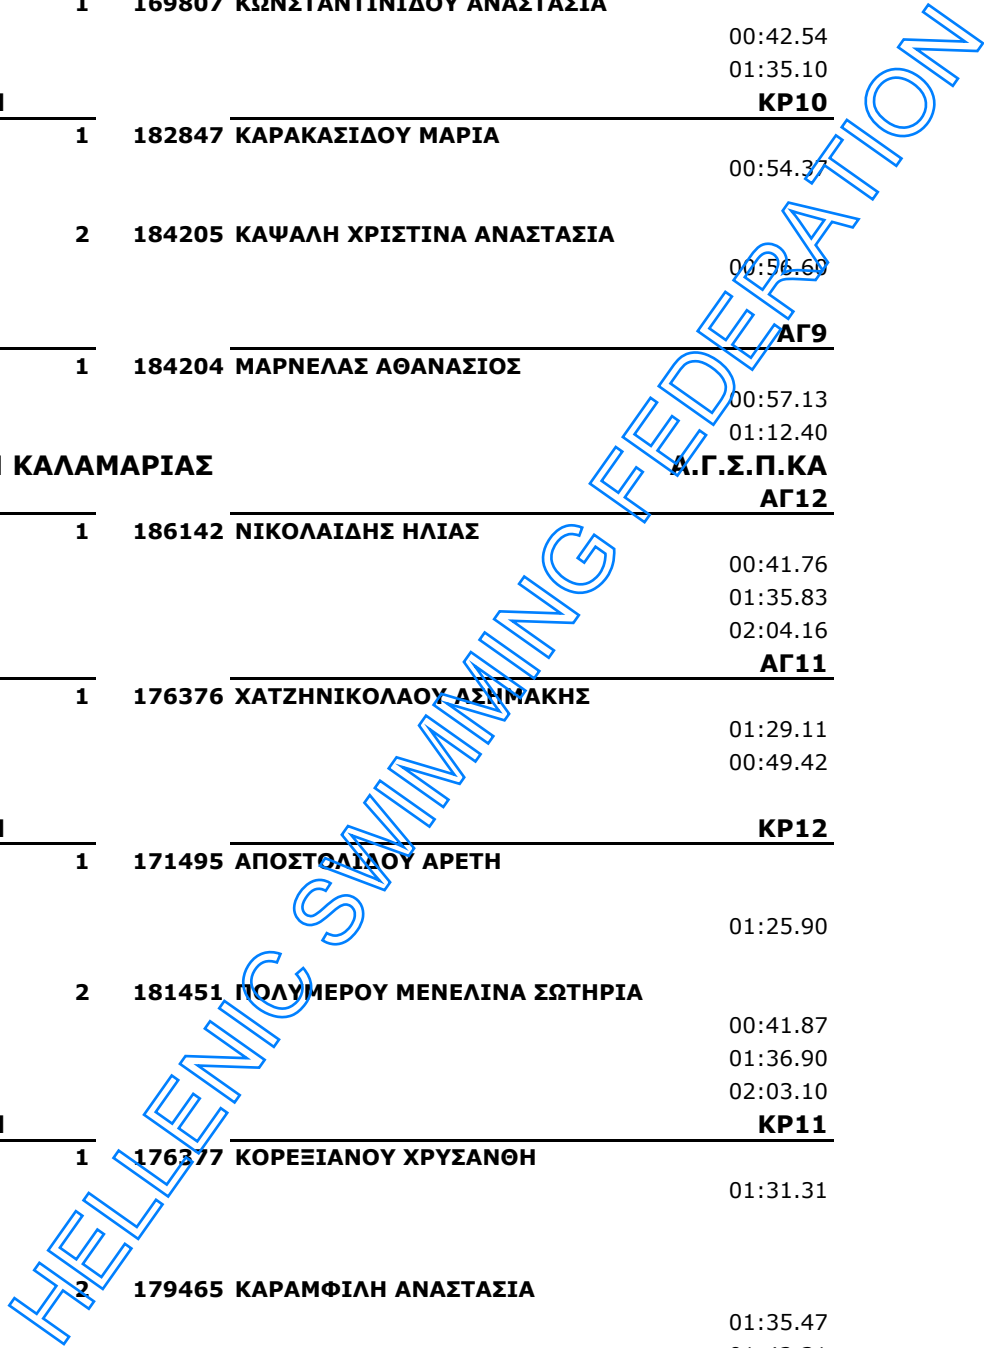 1 169807 ΚΩΝΣΤΑΝΤΙΝΙΔΟΥ ΑΝΑΣΤΑΣΙΑ
00:42.54
01:35.10
ΚΡ10
1 182847 ΚΑΡΑΚΑΣΙΔΟΥ ΜΑΡΙΑ
00:54.37
2 184205 ΚΑΨΑΛΗ ΧΡΙΣΤΙΝΑ ΑΝΑΣΤΑΣΙΑ
00:56.60
ΑΓ9
1 184204 ΜΑΡΝΕΛΑΣ ΑΘΑΝΑΣΙΟΣ
00:57.13
01:12.40
ΚΑΛΑΜΑΡΙΑΣ Α.Γ.Σ.Π.ΚΑ
ΑΓ12
1 186142 ΝΙΚΟΛΑΙΔΗΣ ΗΛΙΑΣ
00:41.76
01:35.83
02:04.16
ΑΓ11
1 176376 ΧΑΤΖΗΝΙΚΟΛΑΟΥ ΑΣΗΜΑΚΗΣ
01:29.11
00:49.42
ΚΡ12
1 171495 ΑΠΟΣΤΟΛΙΔΟΥ ΑΡΕΤΗ
01:25.90
2 181451 ΠΟΛΥΜΕΡΟΥ ΜΕΝΕΛΙΝΑ ΣΩΤΗΡΙΑ
00:41.87
01:36.90
02:03.10
ΚΡ11
1 176377 ΚΟΡΕΞΙΑΝΟΥ ΧΡΥΣΑΝΘΗ
01:31.31
2 179465 ΚΑΡΑΜΦΙΛΗ ΑΝΑΣΤΑΣΙΑ
01:35.47
HELLENIC SWIMMING FEDERATION